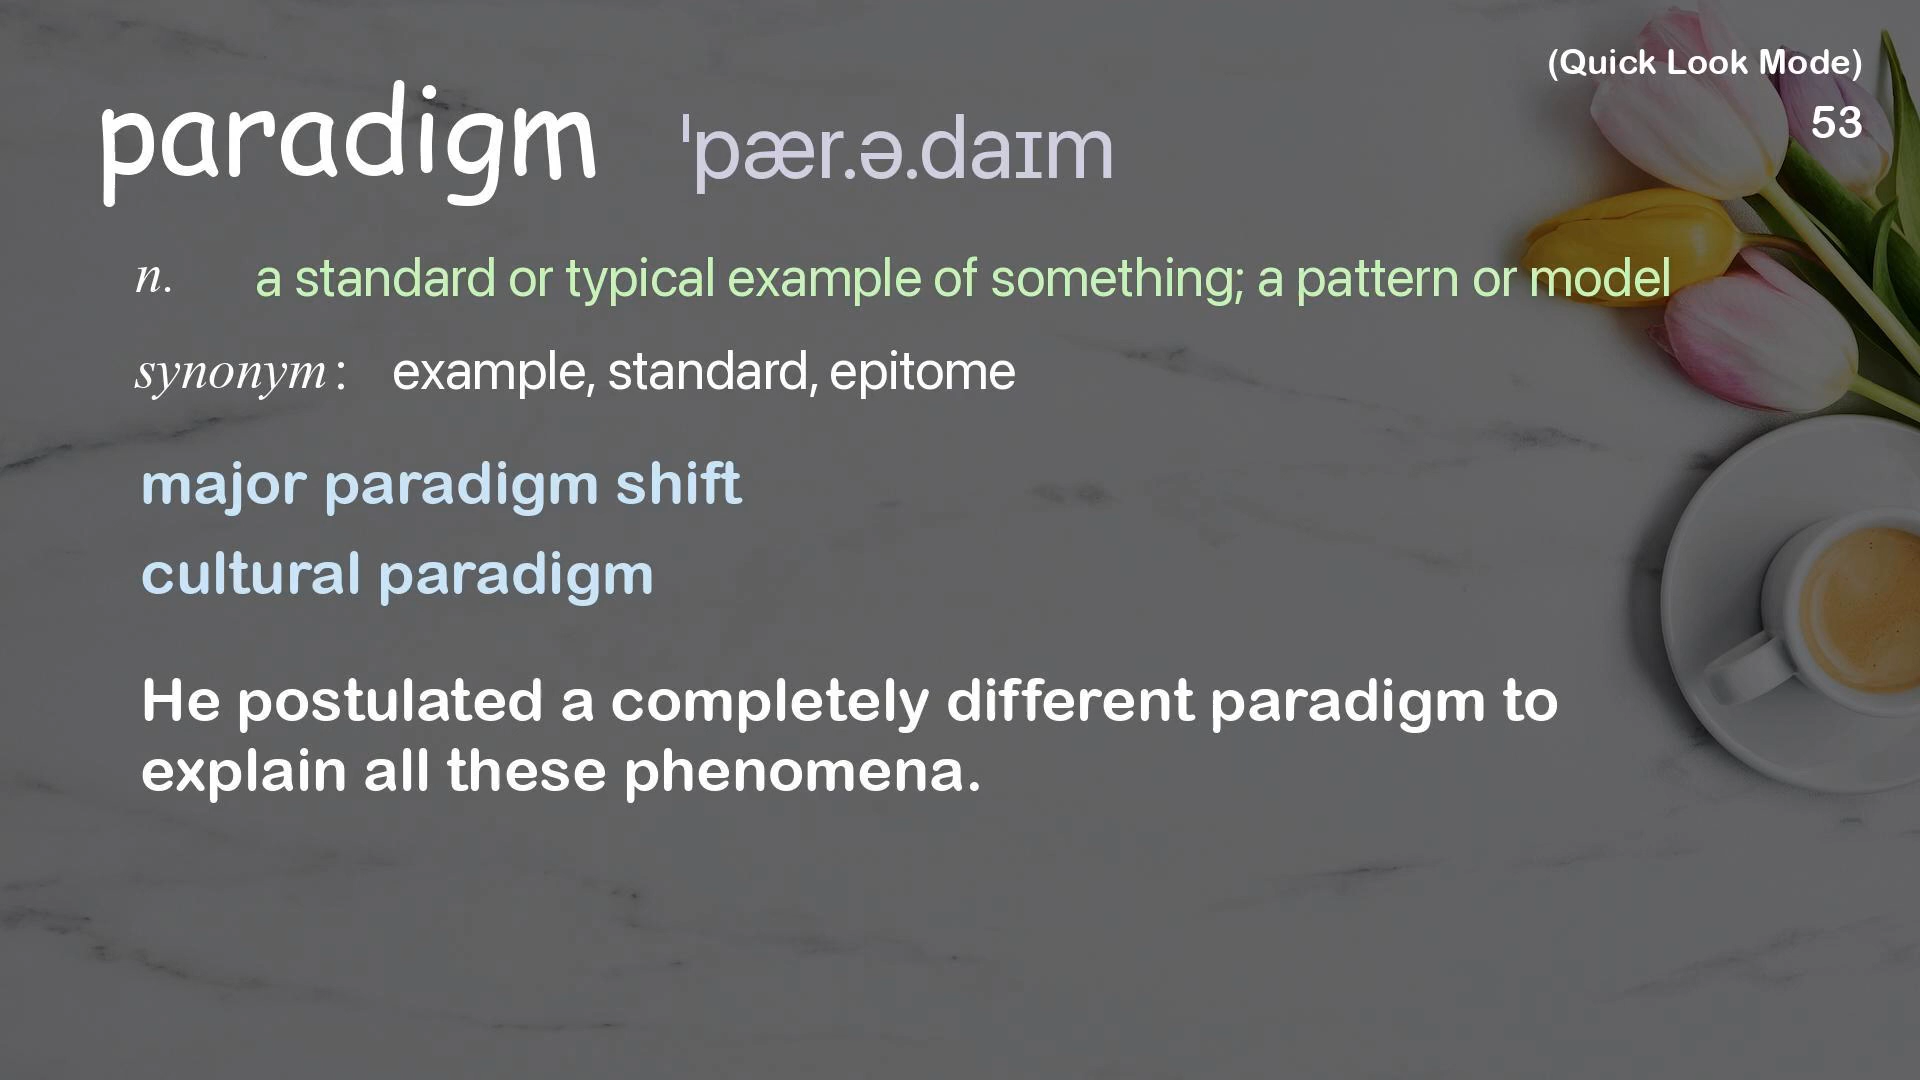 (Quick Look Mode)
53
paradigm ˈpær.ə.daɪm
n. a standard or typical example of something; a pattern or model
synonym: example, standard, epitome
major paradigm shift
cultural paradigm
He postulated a completely different paradigm to
explain all these phenomena.